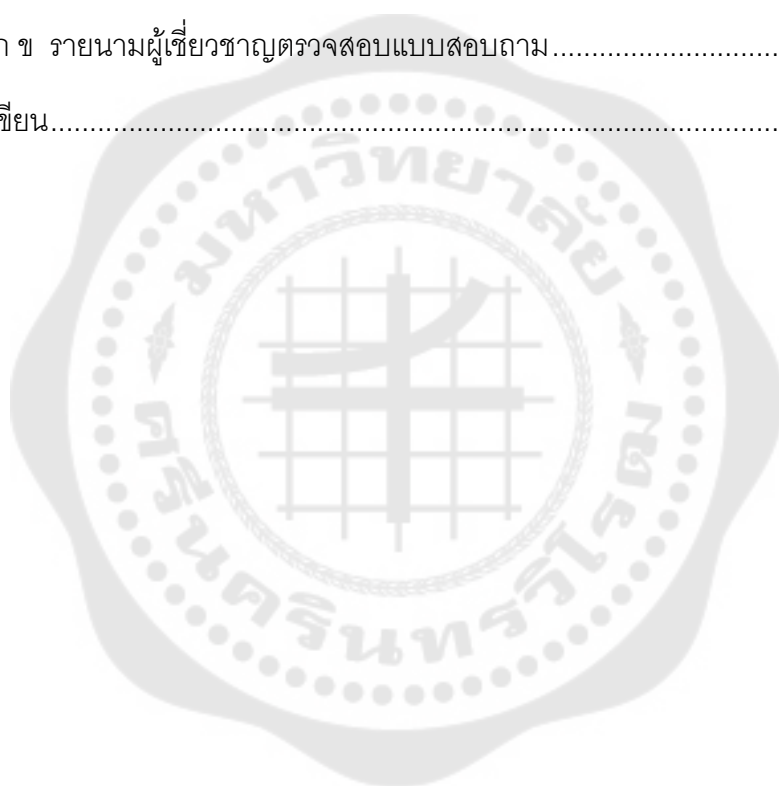 ข รายนามผู้เชี่ยวชาญตรวจสอบแบบสอบถาม..............................
ขียน................................................................................................
มหาวิทยาลัย
ศรีนครินทรวิโรฒ